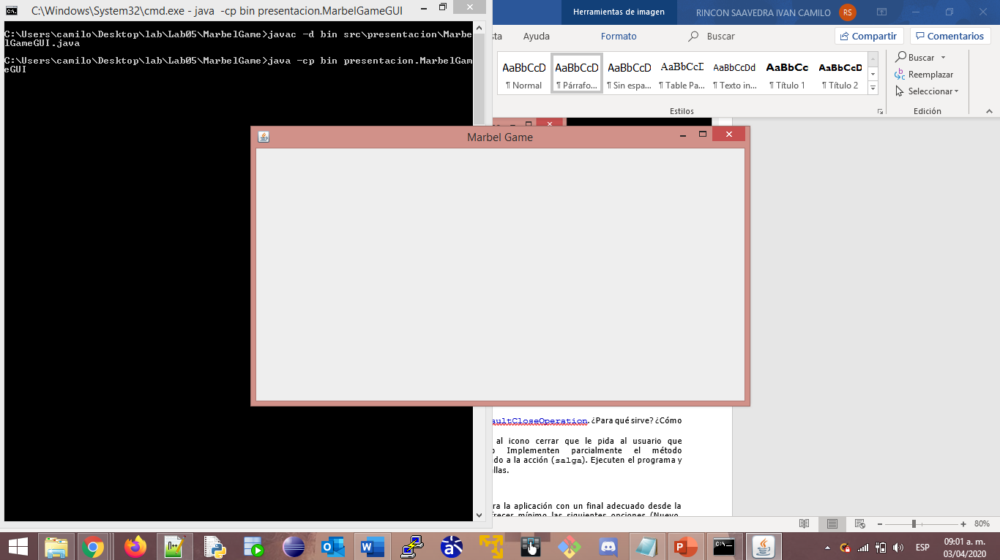 C:\Windows\System32\cmd.exe - java -cp bin presentacion.MarbelGameGUI
C:\Users\camilo\Desktop\lab\Lab05\MarbelGame>javac -d bin src\presentacion\Marbe
lGameGUI.java
C:\Users\camilo\Desktop\lab\Lab05\MarbelGame>java -cp bin presentacion.MarbelGam
eGUI
Herramientas de imagen
RINCON SAAVEDRA IVAN CAMILO
RS
sta
Ayuda
Formato
Buscar
Compartir
Comentarios
AaBbCcD
AaBbCcD
AaBbCcD
AaBbCcD
AaBbCcDd
AaBbCc
AaBbCcD
¶ Normal
¶ Párrafo...
¶ Sin espa...
¶ Table Pa...
¶ Texto in...
¶ Título 1
¶ Título 2
Estilos
Buscar
Reemplazar
Seleccionar
Edición
Marbel Game
aultCloseOperation. ¿Para qué sirve? ¿Cómo
al icono cerrar que le pida al usuario que
o Implementen parcialmente el método
do a la acción (salga). Ejecuten el programa y
llas.
ra la aplicación con un final adecuado desde la
frecer mínimo las siguientes opciones (Nuevo,
80%
ESP
09:01 a. m.
03/04/2020